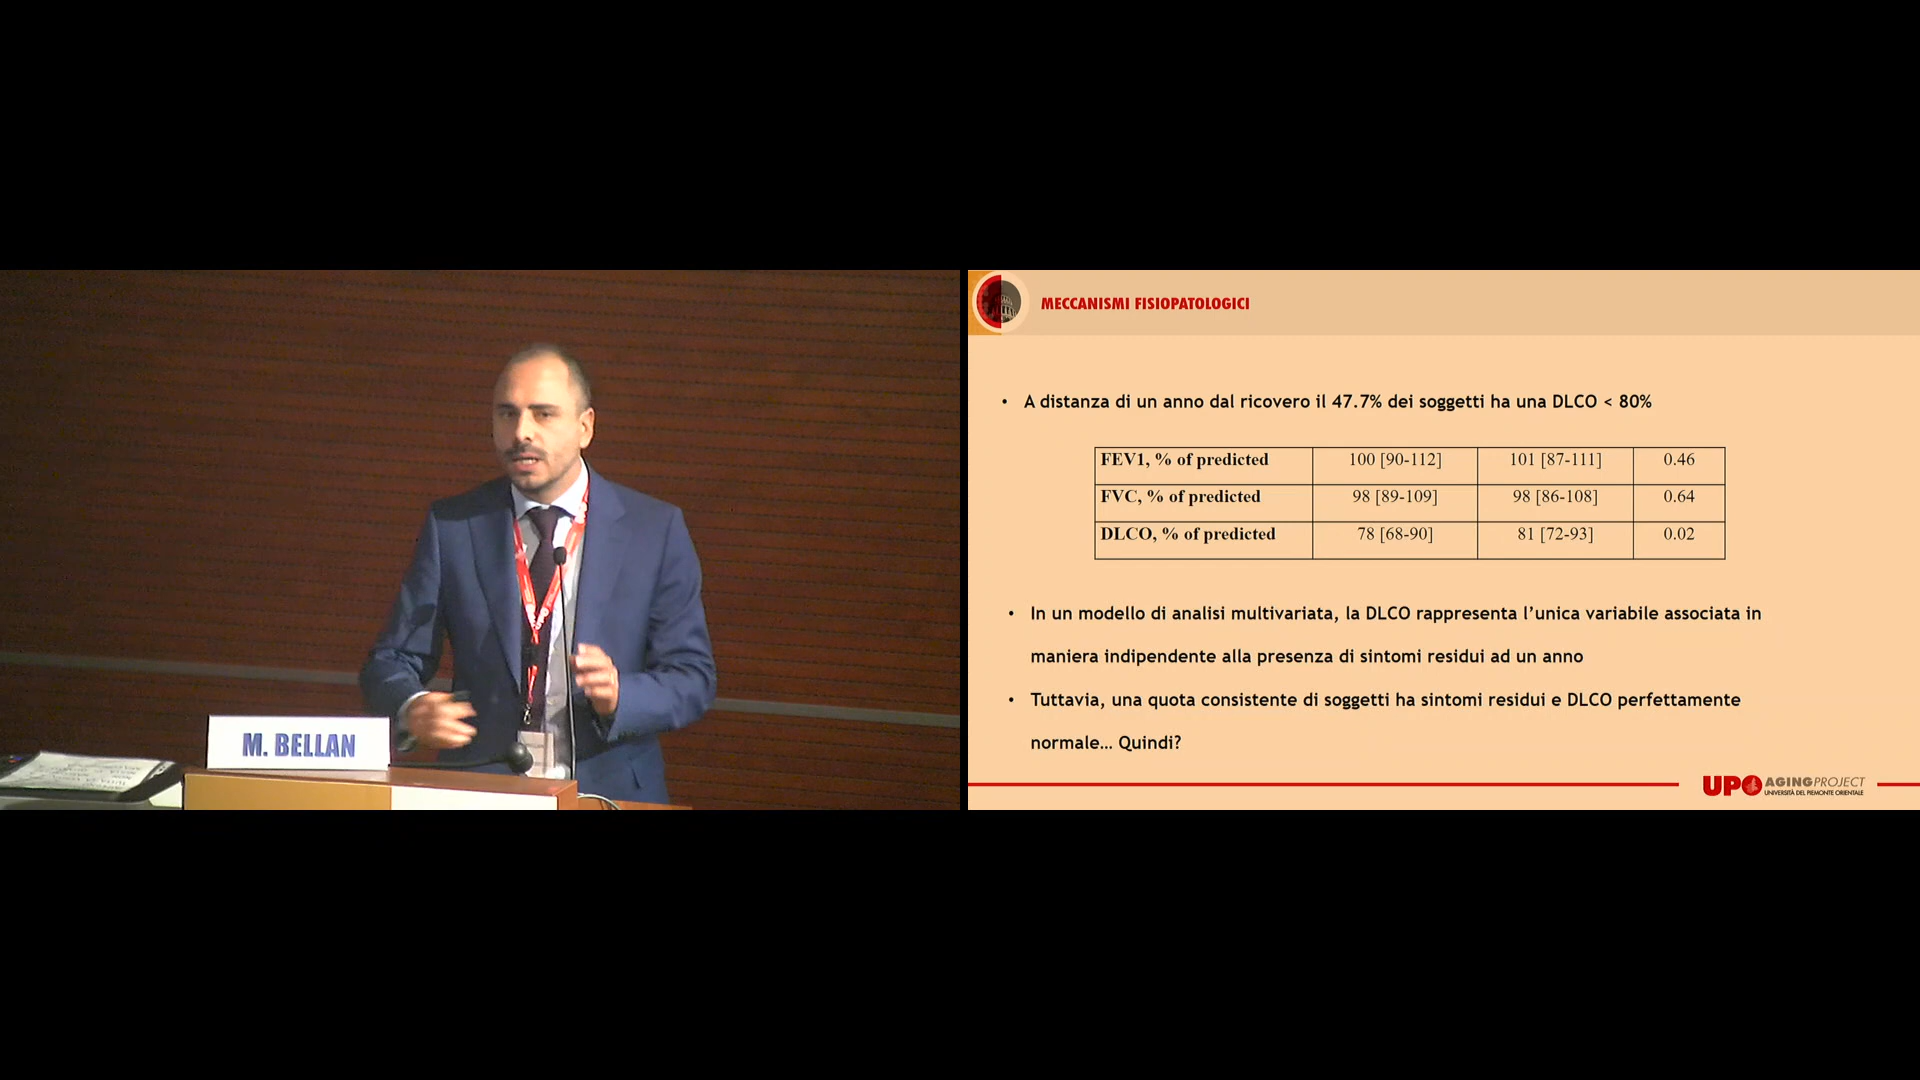 M. BELLAN
MECCANISMI FISIOPATOLOGICI
• A distanza di un anno dal ricovero il 47.7% dei soggetti ha una DLCO < 80%
FEV1, % of predicted 100 [90-112] 101 [87-111] 0.46
FVC, % of predicted 98 [89-109] 98 [86-108] 0.64
DLCO, % of predicted 78 [68-90] 81 [72-93] 0.02
• In un modello di analisi multivariata, la DLCO rappresenta l’unica variabile associata in
maniera indipendente alla presenza di sintomi residui ad un anno
• Tuttavia, una quota consistente di soggetti ha sintomi residui e DLCO perfettamente
normale… Quindi?
UPO AGINGPROJECT
UNIVERSITÀ DEL PIEMONTE ORIENTALE